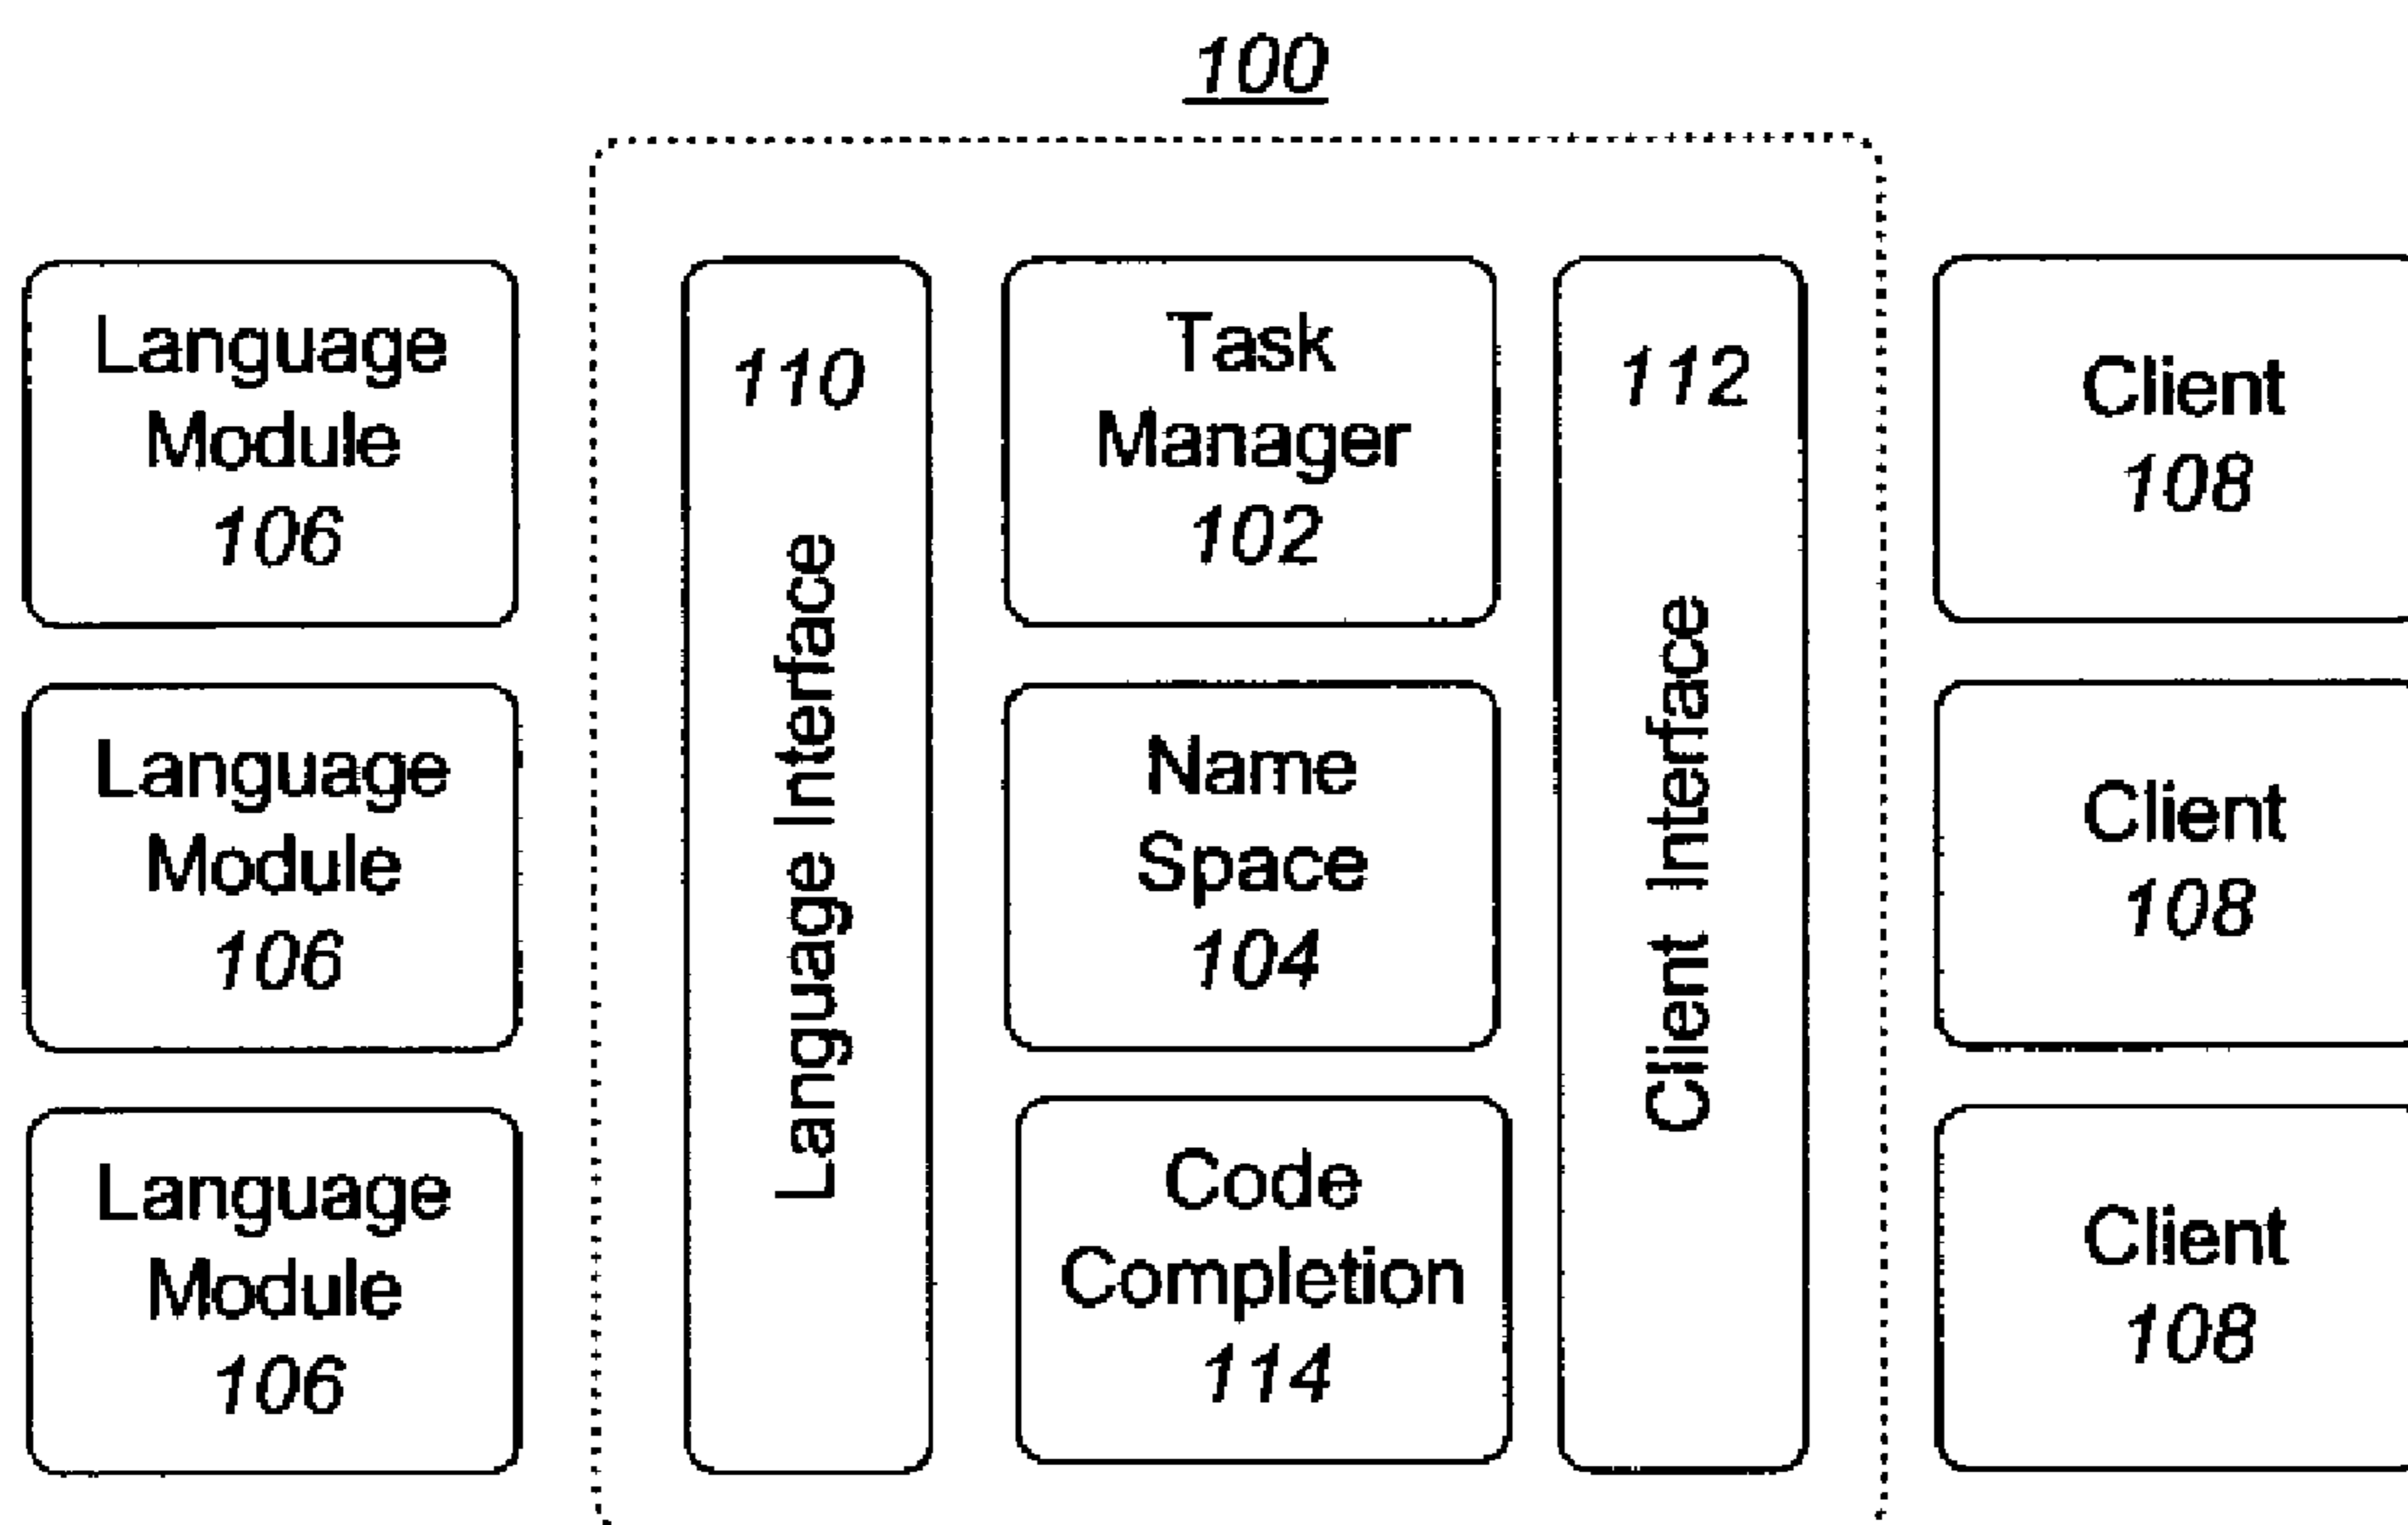 100
Language
Module
106
Language
Module
106
Language
Module
106
110
Language Interface
Task
Manager
102
Name
Space
104
Code
Completion
114
112
Client Interface
Client
108
Client
108
Client
108